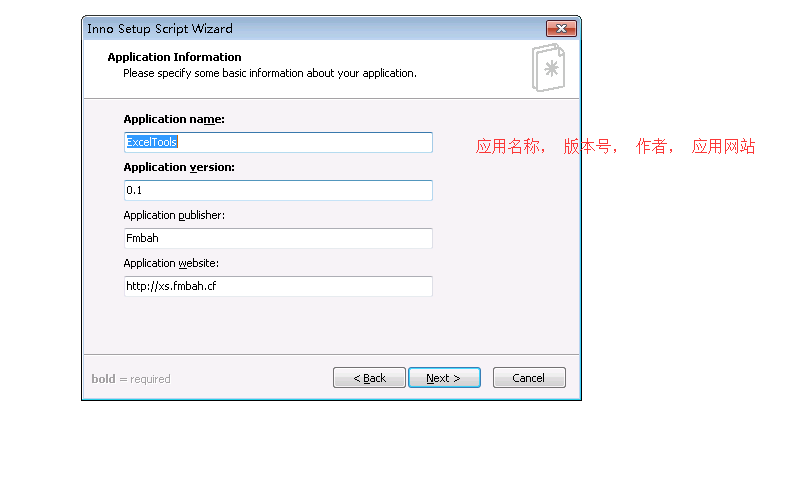 Inno Setup Script Wizard
Application Information
Please specify some basic information about your application.
Application name:
ExcelTools
应用名称， 版本号， 作者， 应用网站
Application version:
0.1
Application publisher:
Fmbah
Application website:
http://xs.fmbah.cf
bold = required
< Back
Next >
Cancel